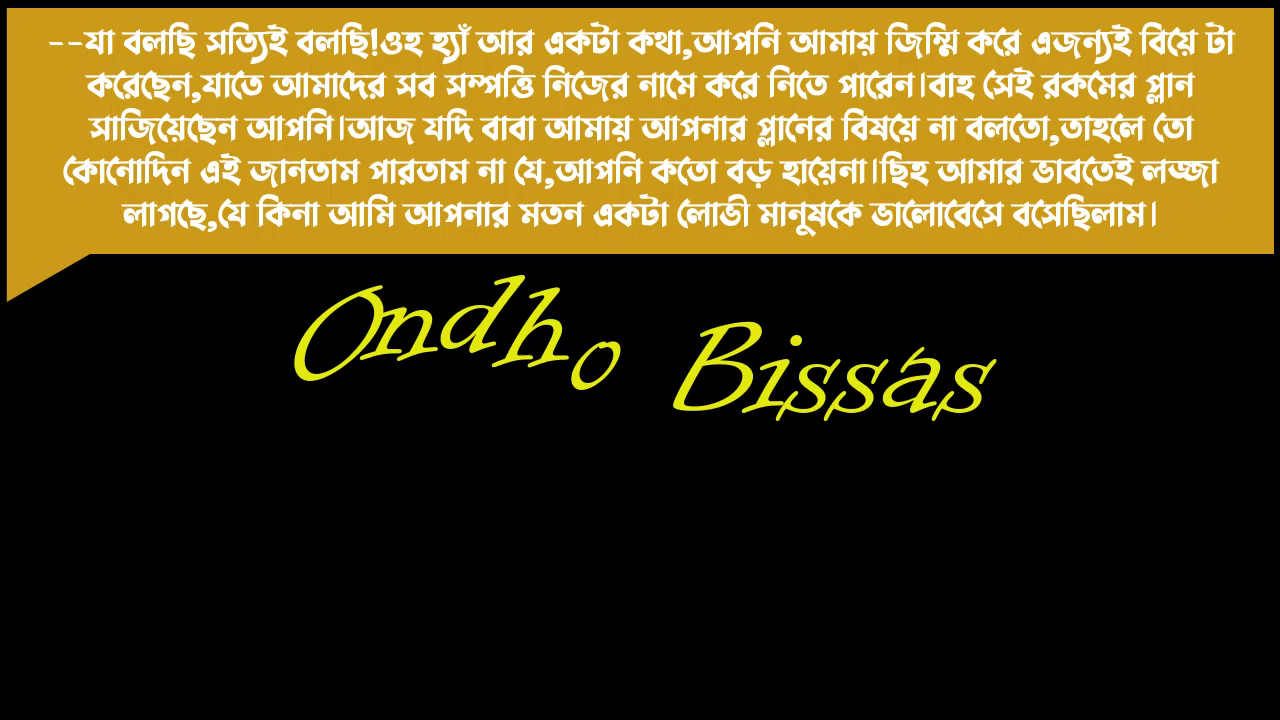 --যা বলছি সত্যিই বলছি!ওহ হ্যাঁ আর একটা কথা,আপনি আমায় জিম্মি করে এজন্যই বিয়ে টা
করেছেন,যাতে আমাদের সব সম্পত্তি নিজের নামে করে নিতে পারেন।বাহ সেই রকমের প্লান
সাজিয়েছেন আপনি।আজ যদি বাবা আমায় আপনার প্লানের বিষয়ে না বলতো,তাহলে তো
কোনোদিন এই জানতাম পারতাম না যে,আপনি কতো বড় হায়েনা।ছিহ আমার ভাবতেই লজ্জা
লাগছে,যে কিনা আমি আপনার মতন একটা লোভী মানুষকে ভালোবেসে বসেছিলাম।
Ondho Bissas